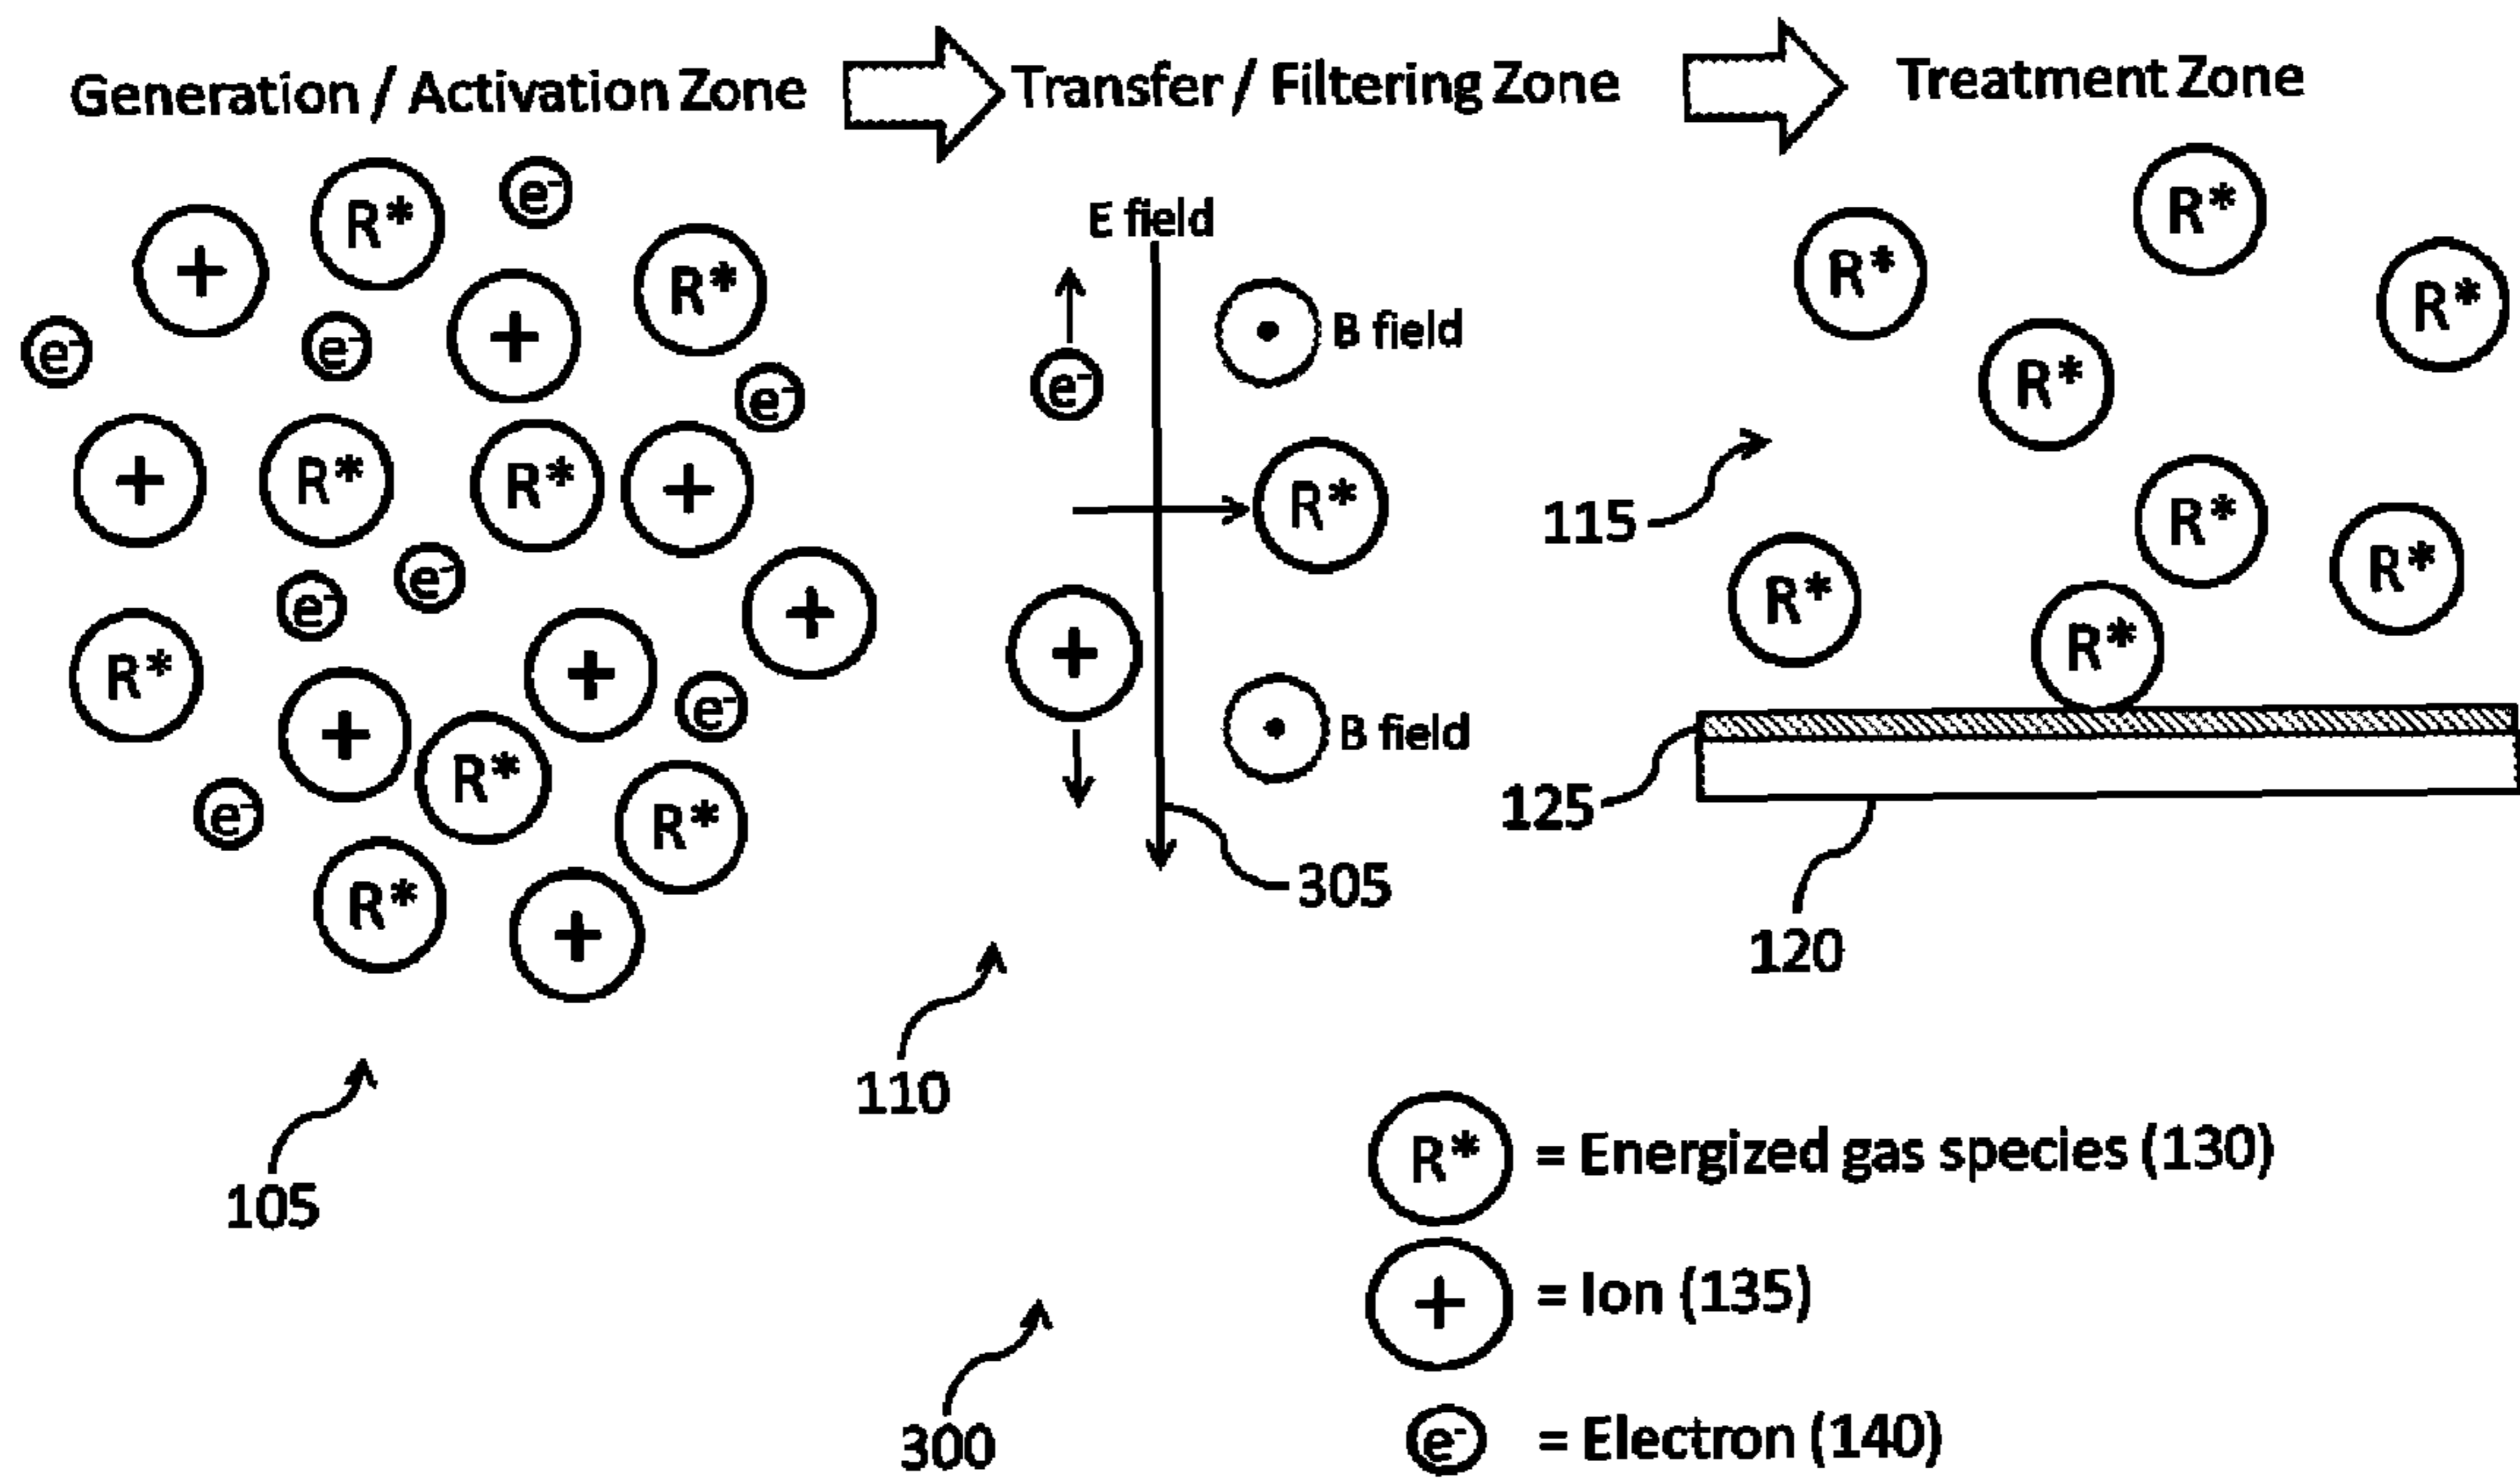 Generation / Activation Zone
Transfer / Filtering Zone
Treatment Zone
R*
e-
R*
+
R*
+
e-
e-
e-
+
R*
R*
+
e-
e-
+
R*
+
e-
+
R*
R*
e-
R*
+
E field
B field
e-
R*
+
B field
305
R*
R*
R*
R*
115
R*
R*
R*
R*
125
120
110
105
300
R* = Energized gas species (130)
+ = Ion (135)
e- = Electron (140)